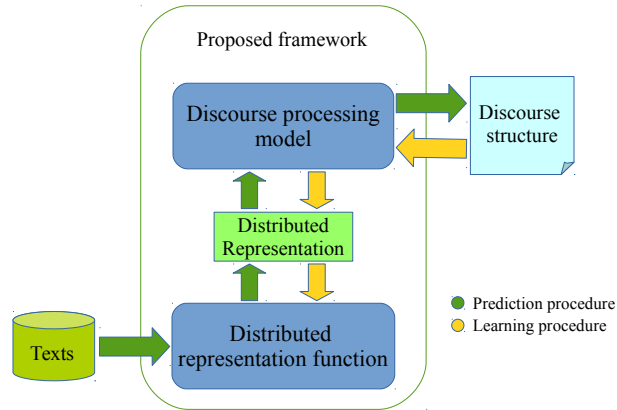 Proposed framework
Discourse processing
model
Discourse
structure
Distributed
Representation
Prediction procedure
Learning procedure
Texts
Distributed
representation function